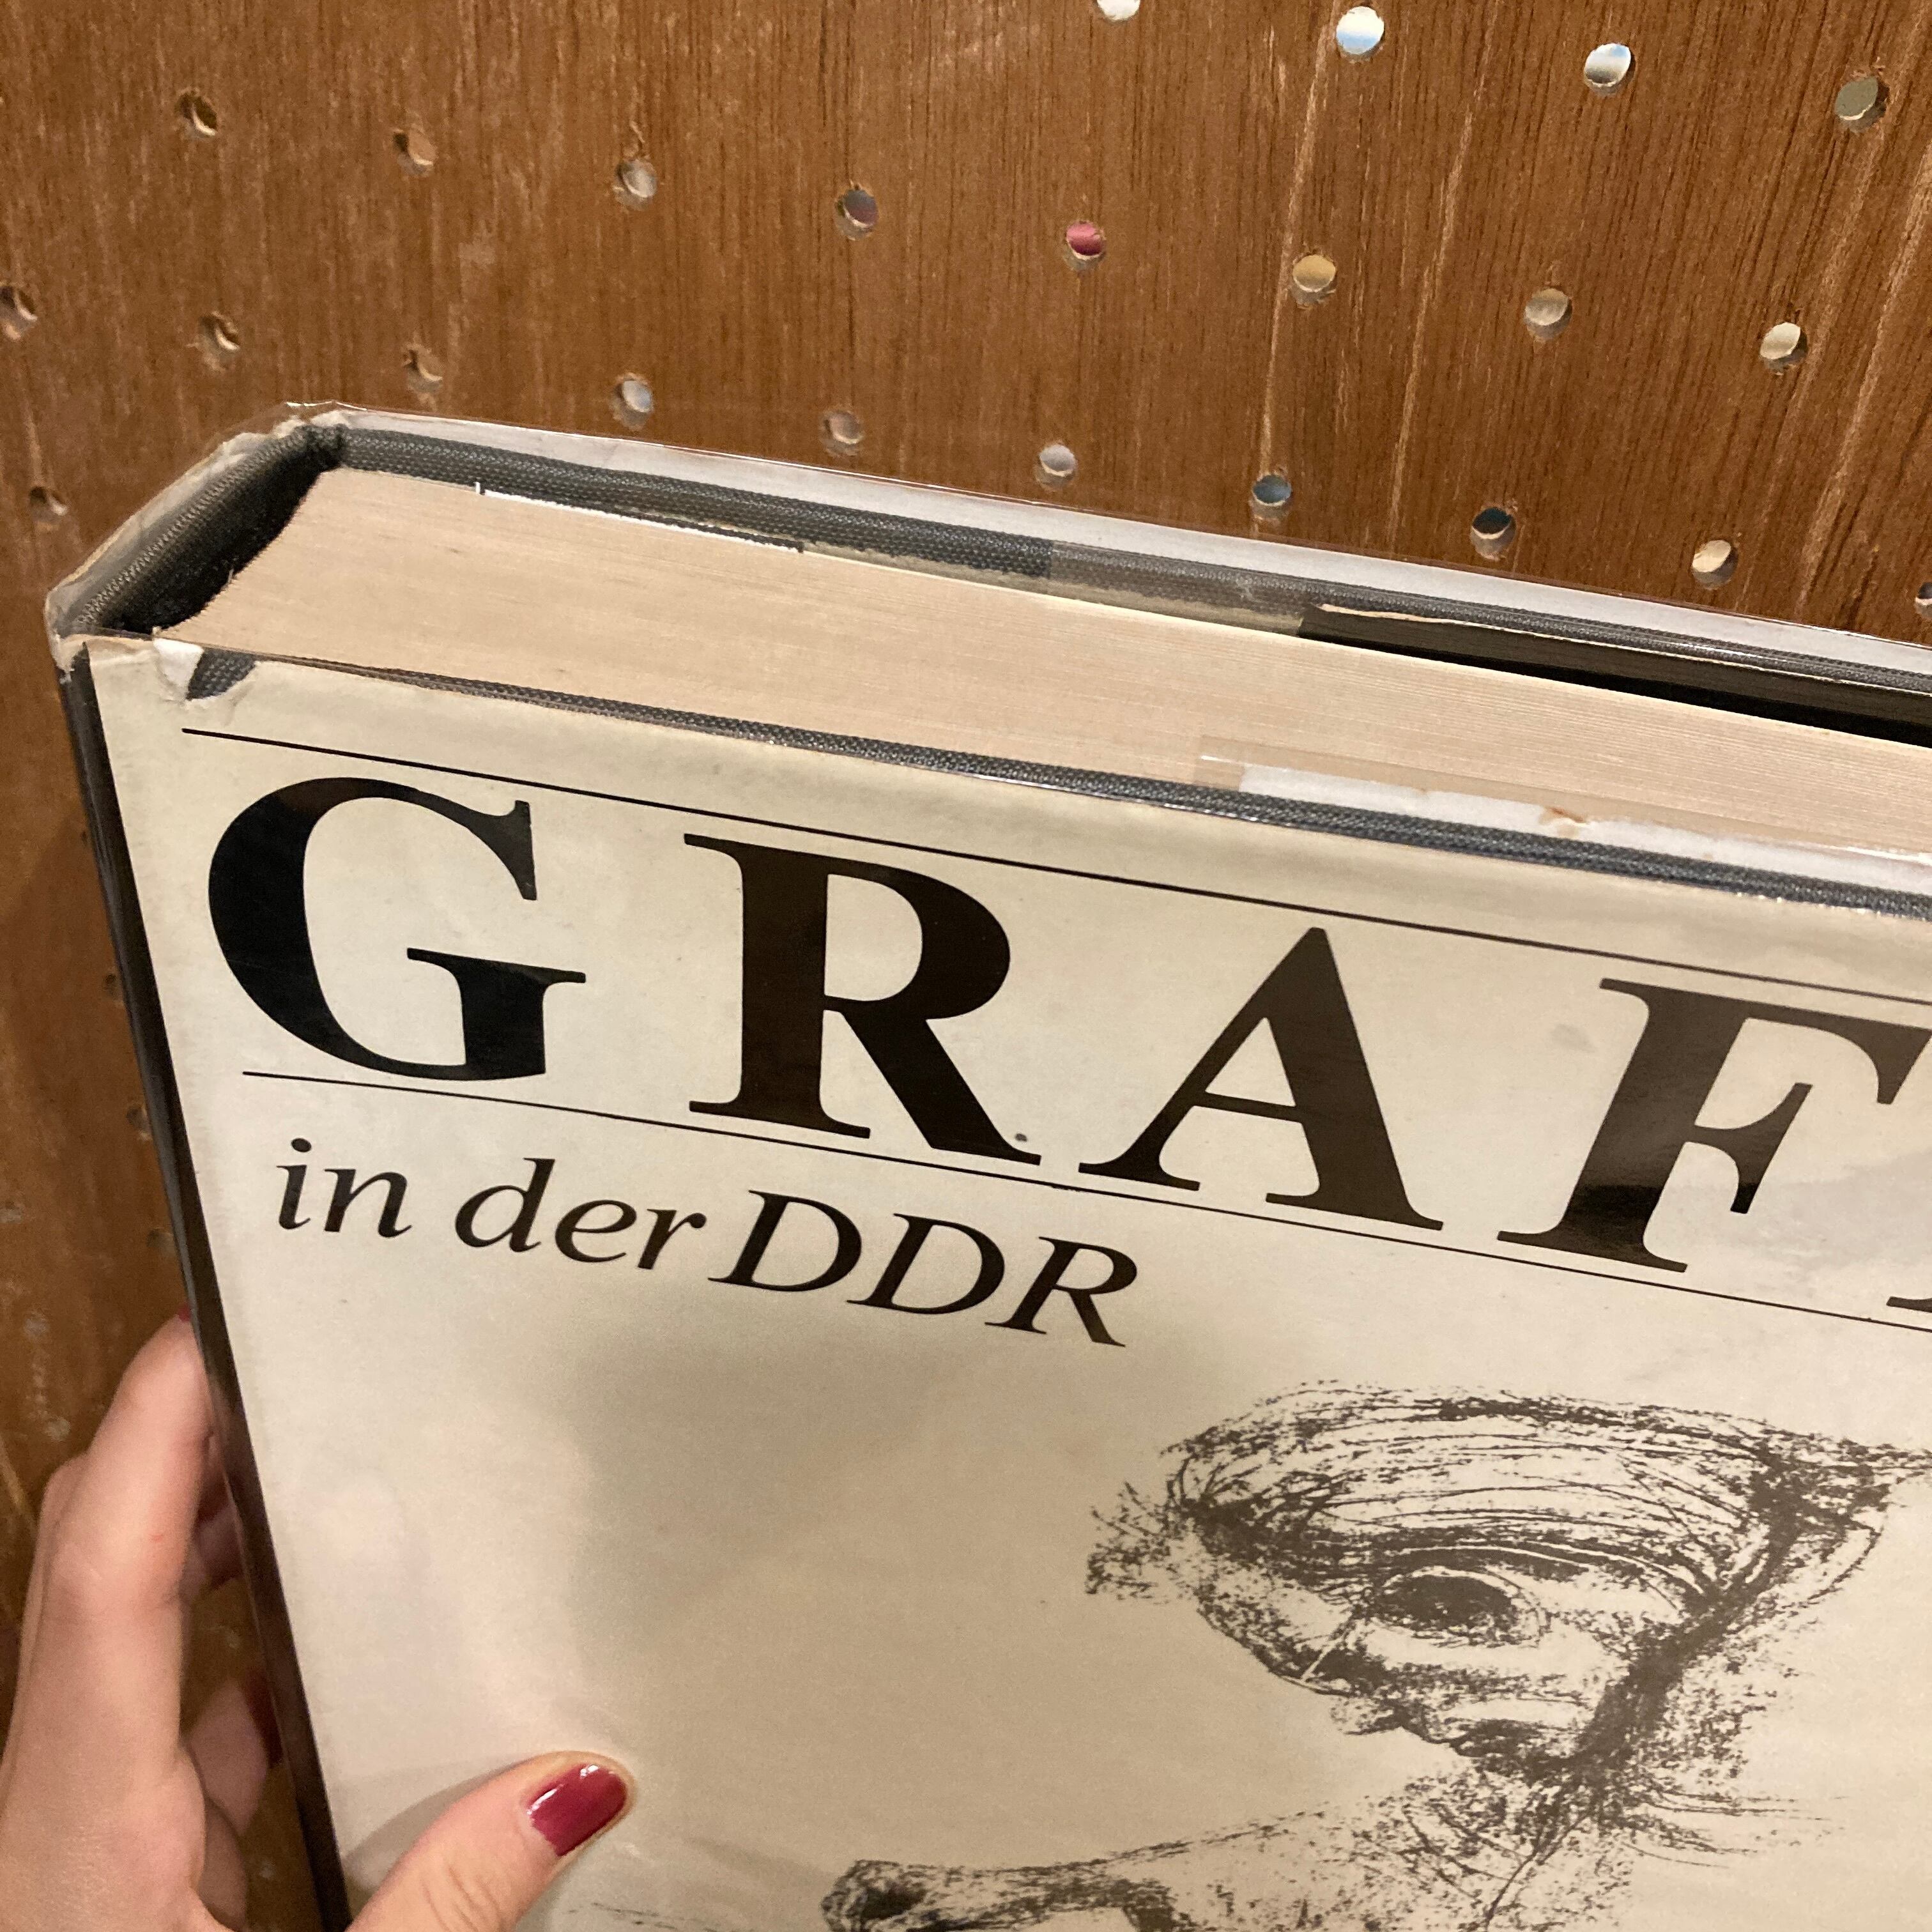 GRAF
in der DDR